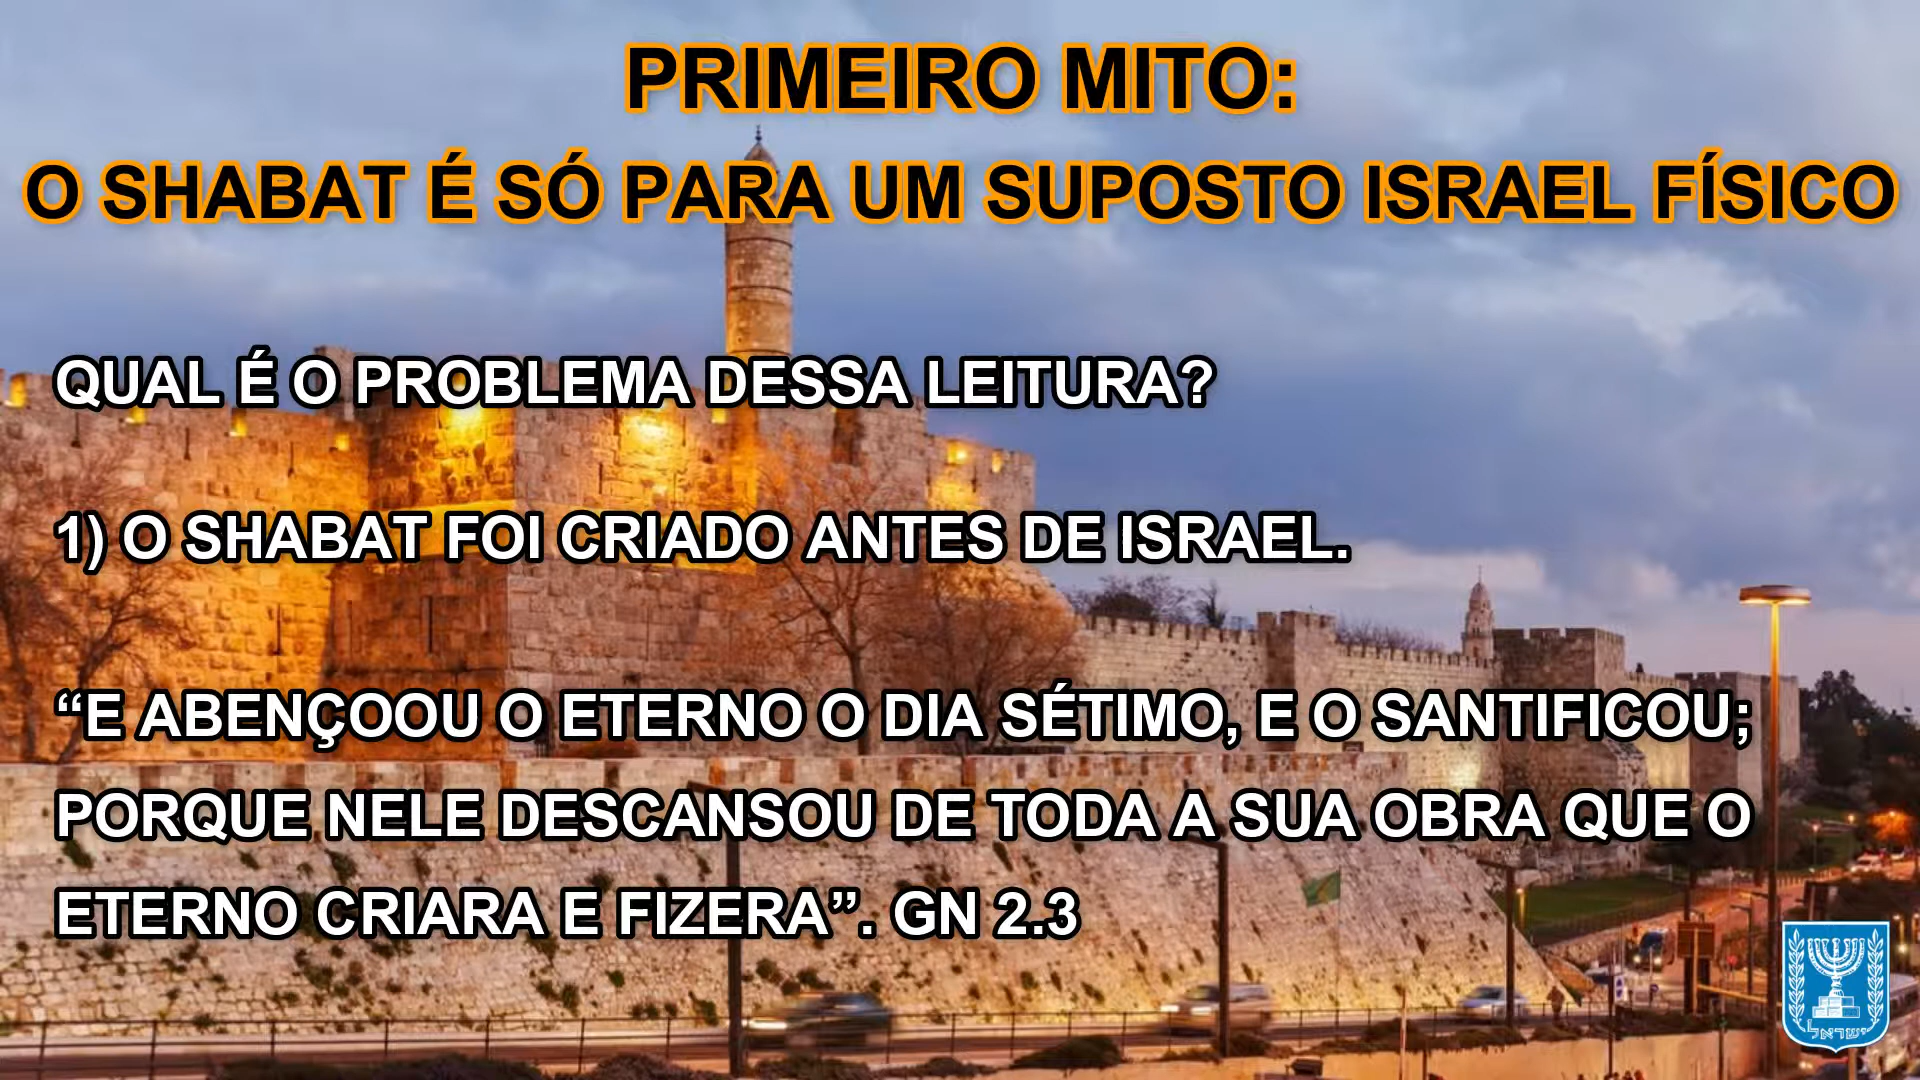 PRIMEIRO MITO:
O SHABAT É SÓ PARA UM SUPOSTO ISRAEL FÍSICO
QUAL É O PROBLEMA DESSA LEITURA?
1) O SHABAT FOI CRIADO ANTES DE ISRAEL.
“E ABENÇOOU O ETERNO O DIA SÉTIMO, E O SANTIFICOU;
PORQUE NELE DESCANSOU DE TODA A SUA OBRA QUE O
ETERNO CRIARA E FIZERA”. GN 2.3
ישראל